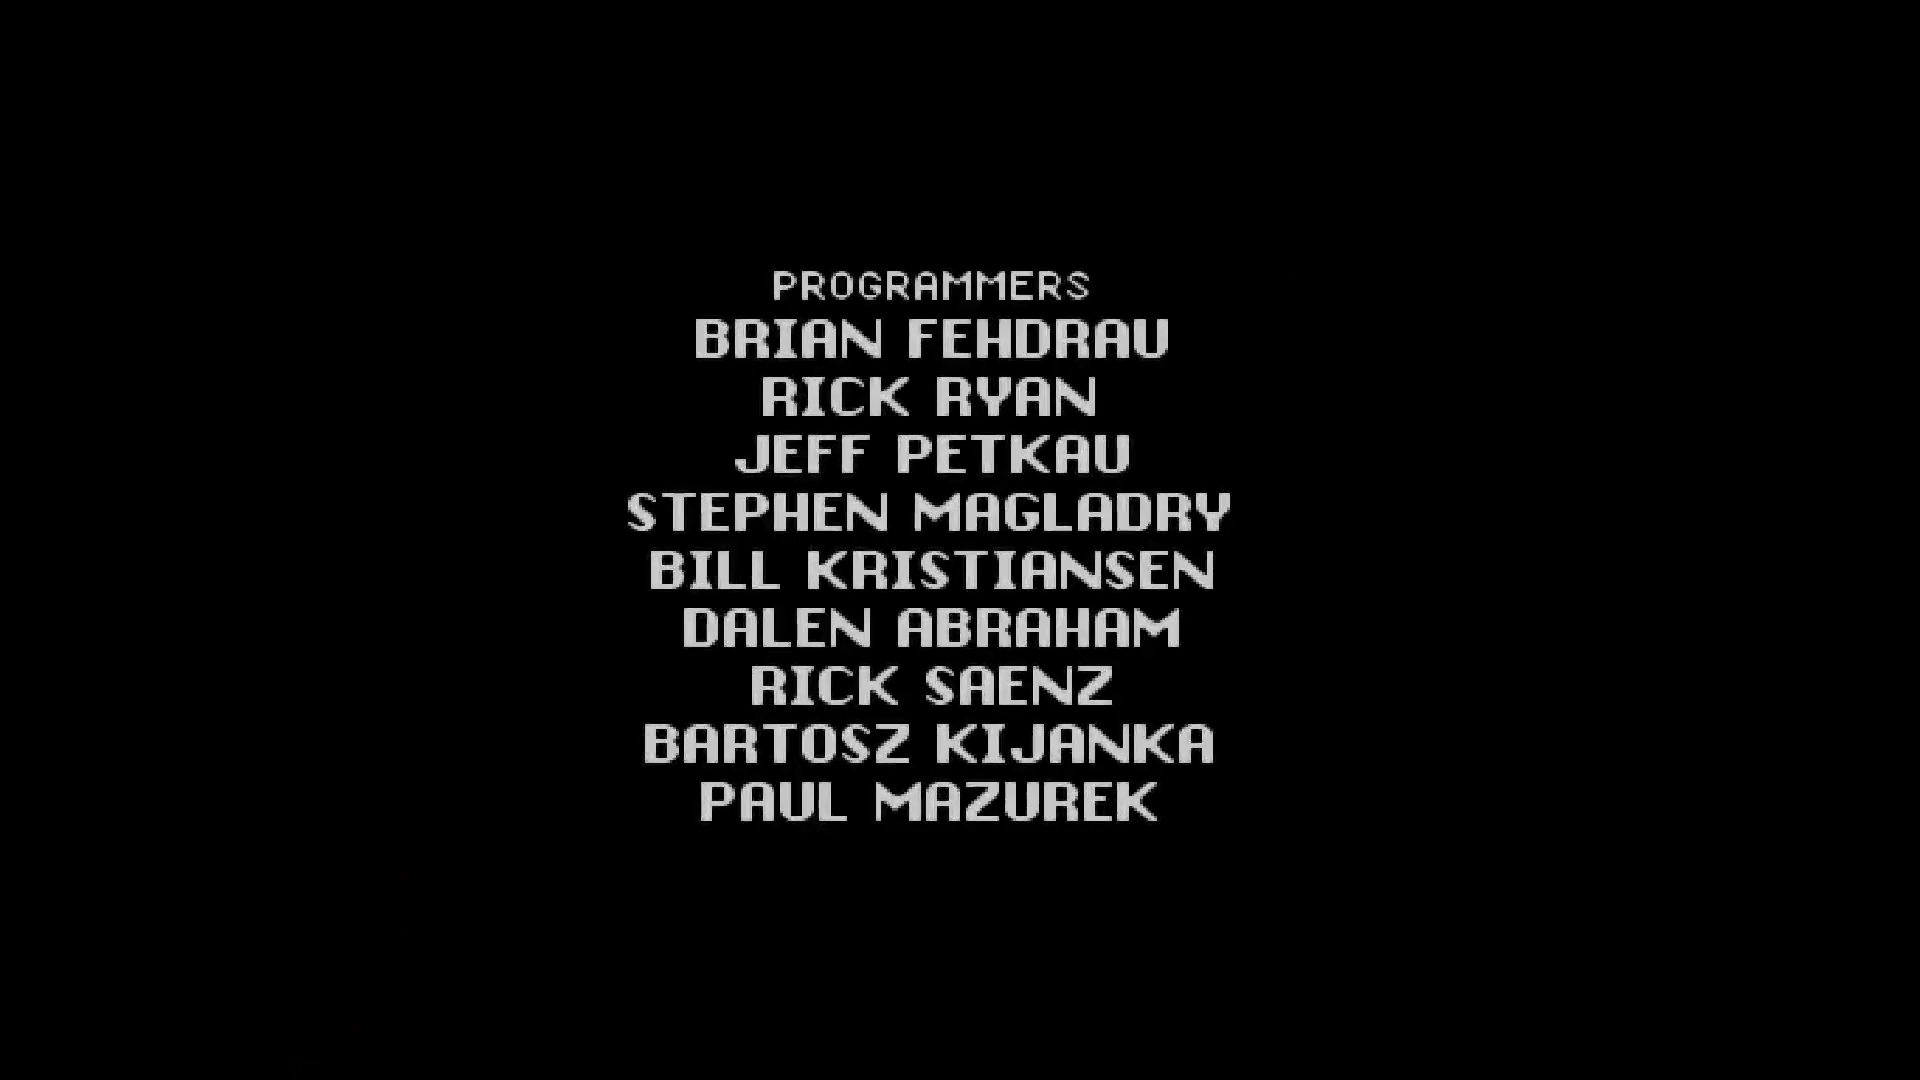 PROGRAMMERS
BRIAN FEHDRAU
RICK RYAN
JEFF PETKAU
STEPHEN MAGLADRY
BILL KRISTIANSEN
DALEN ABRAHAM
RICK SAENZ
BARTOSZ KIJANKA
PAUL MAZUREK